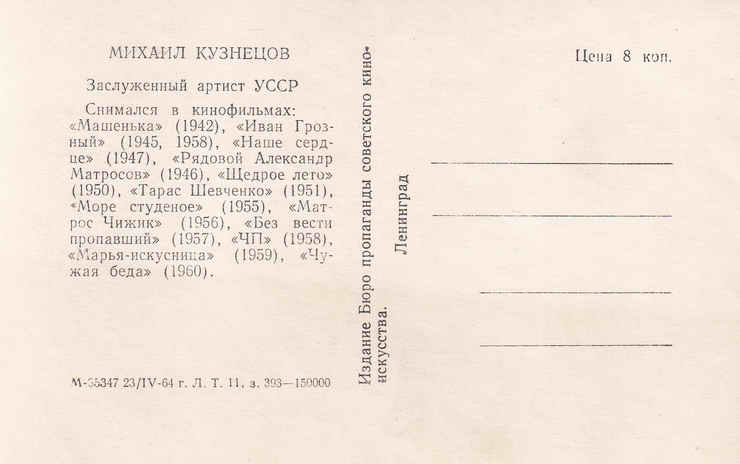 МИХАИЛ КУЗНЕЦОВ
Заслуженный артист УССР
Снимался в кинофильмах:
«Машенька» (1942), «Иван Гроз-
ный» (1945, 1958), «Наше серд-
це» (1947), «Рядовой Александр
Матросов» (1946), «Щедрое лето»
(1950), «Тарас Шевченко» (1951),
«Море студеное» (1955), «Мат-
рос Чижик» (1956), «Без вести
пропавший» (1957), «ЧП» (1958),
«Марья-искусница» (1959), «Чу-
жая беда» (1960).
М-35347 23/IV-64 г. Л. Т. 11, з. 393—150000
Издание Бюро пропаганды советского кино-
искусства.
Ленинград
Цена 8 коп.